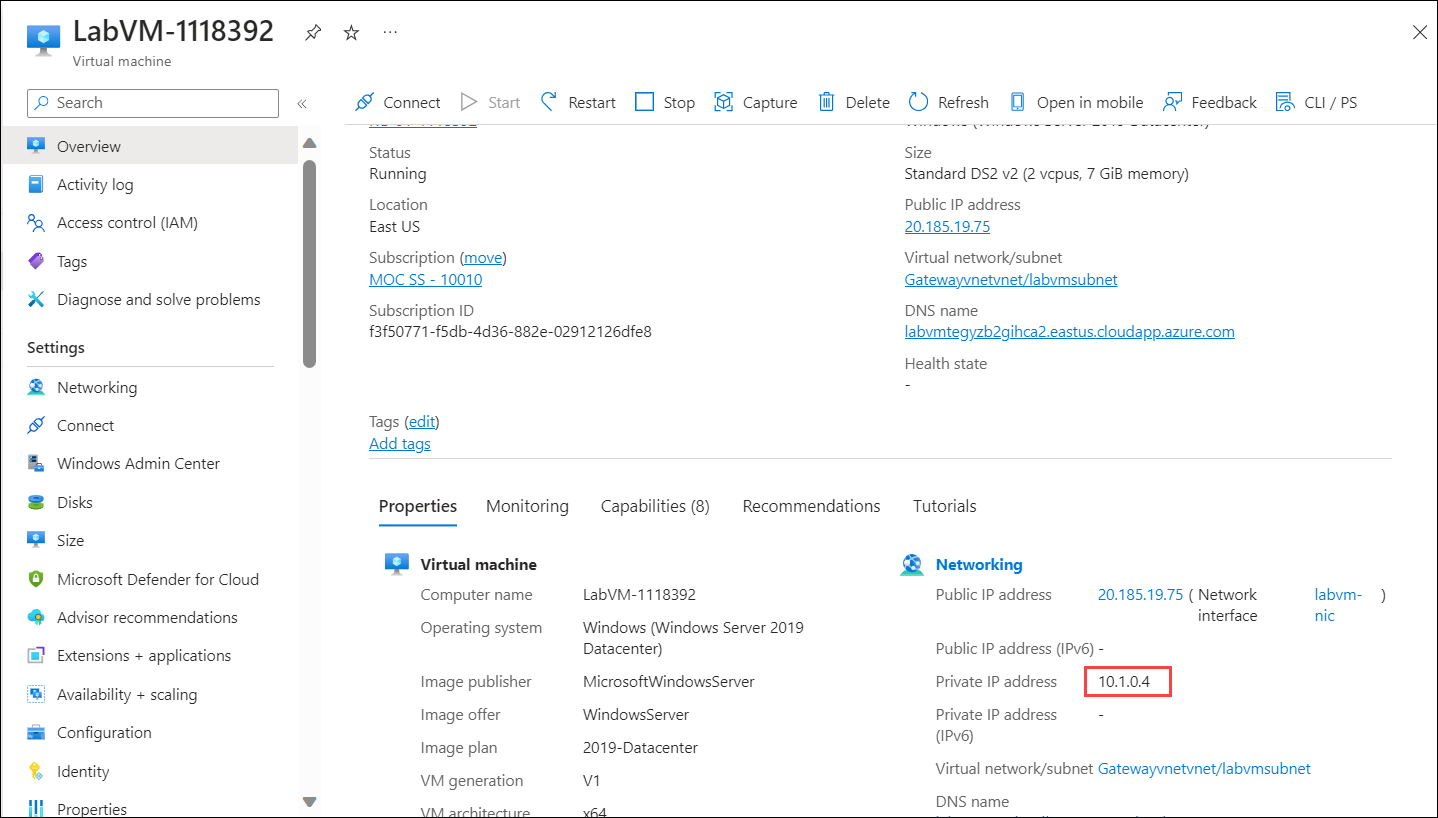 LabVM-1118392
Virtual machine
Search
Connect Start Restart Stop Capture Delete Refresh Open in mobile Feedback CLI / PS
Overview
Activity log
Access control (IAM)
Tags
Diagnose and solve problems
Settings
Networking
Connect
Windows Admin Center
Disks
Size
Microsoft Defender for Cloud
Advisor recommendations
Extensions + applications
Availability + scaling
Configuration
Identity
Properties
Status
Running
Location
East US
Subscription (move)
MOC SS - 10010
Subscription ID
f3f50771-f5db-4d36-882e-02912126dfe8
Windows (Windows Server 2019 Datacenter)
Size
Standard DS2 v2 (2 vcpus, 7 GiB memory)
Public IP address
20.185.19.75
Virtual network/subnet
Gatewayvnetvnet/labvmsubnet
DNS name
labvmtegyzb2gihca2.eastus.cloudapp.azure.com
Health state
-
Tags (edit)
Add tags
Properties Monitoring Capabilities (8) Recommendations Tutorials
Virtual machine
Computer name LabVM-1118392
Operating system Windows (Windows Server 2019
Datacenter)
Image publisher MicrosoftWindowsServer
Image offer WindowsServer
Image plan 2019-Datacenter
VM generation V1
VM architecture x64
Networking
Public IP address 20.185.19.75 ( Network labvm- )
interface nic
Public IP address (IPv6) -
Private IP address 10.1.0.4
Private IP address -
(IPv6)
Virtual network/subnet Gatewayvnetvnet/labvmsubnet
DNS name